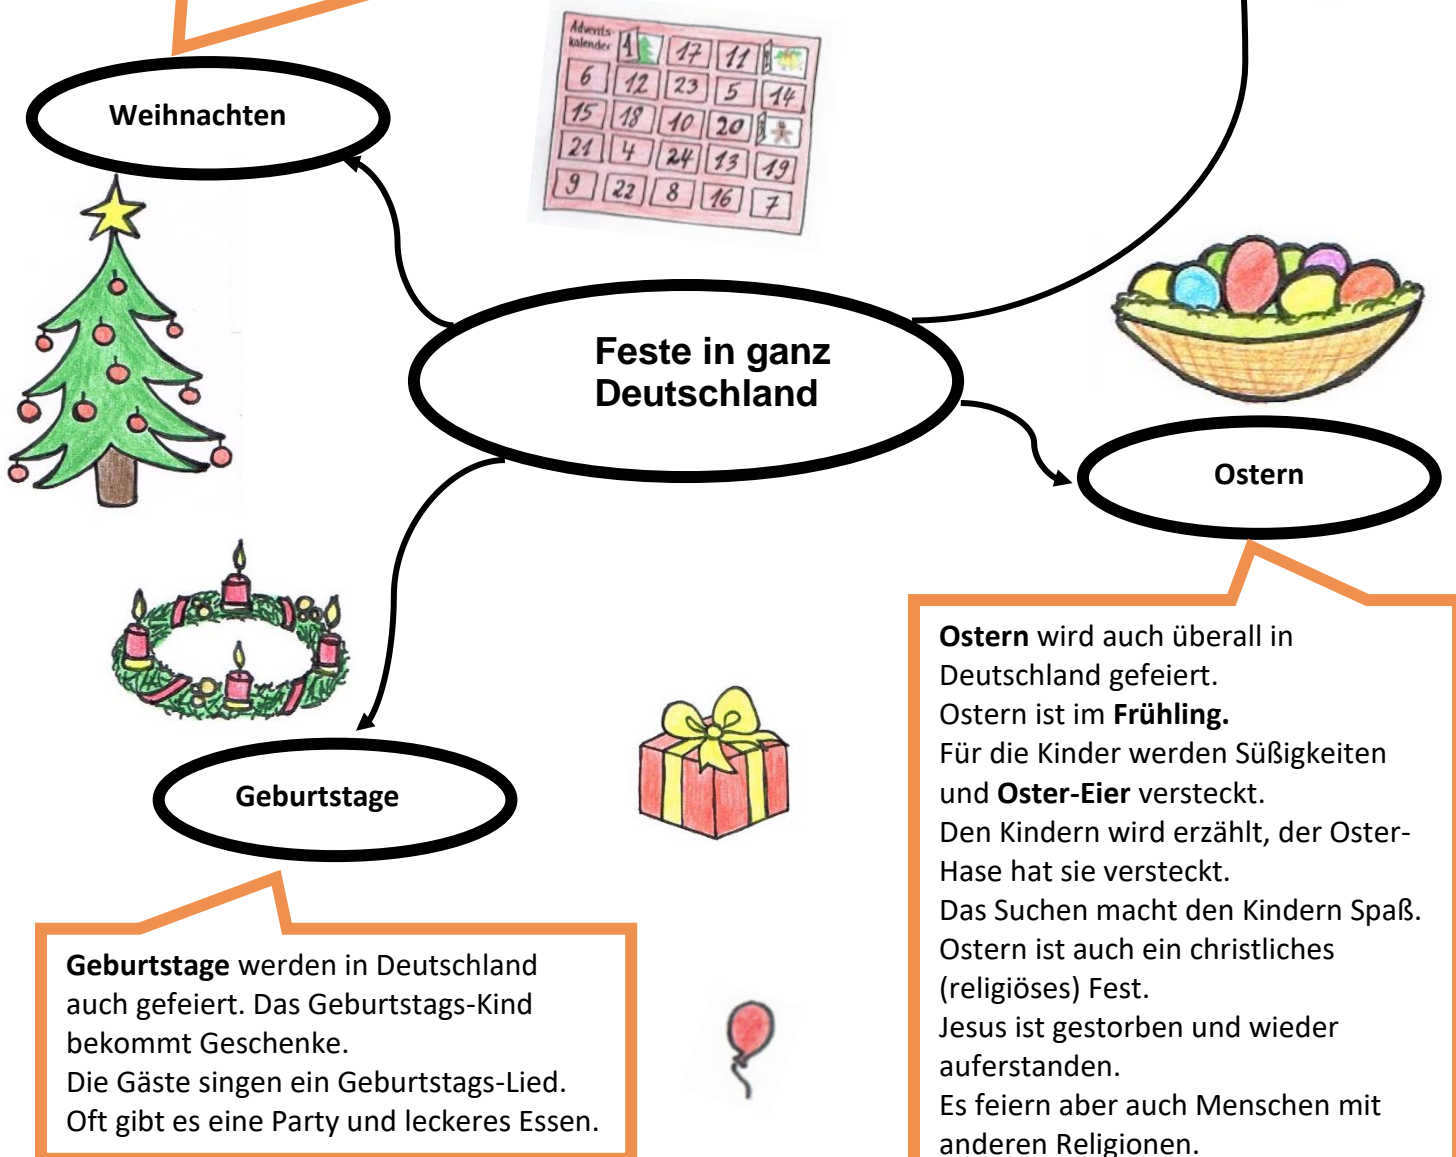 Advents-
kalender
1 17 11
6 12 23 5 14
15 18 10 20
21 4 24 13 19
9 22 8 16 7
Weihnachten
Feste in ganz
Deutschland
Ostern
Geburtstage
Geburtstage werden in Deutschland
auch gefeiert. Das Geburtstags-Kind
bekommt Geschenke.
Die Gäste singen ein Geburtstags-Lied.
Oft gibt es eine Party und leckeres Essen.
Ostern wird auch überall in
Deutschland gefeiert.
Ostern ist im Frühling.
Für die Kinder werden Süßigkeiten
und Oster-Eier versteckt.
Den Kindern wird erzählt, der Oster-
Hase hat sie versteckt.
Das Suchen macht den Kindern Spaß.
Ostern ist auch ein christliches
(religiöses) Fest.
Jesus ist gestorben und wieder
auferstanden.
Es feiern aber auch Menschen mit
anderen Religionen.